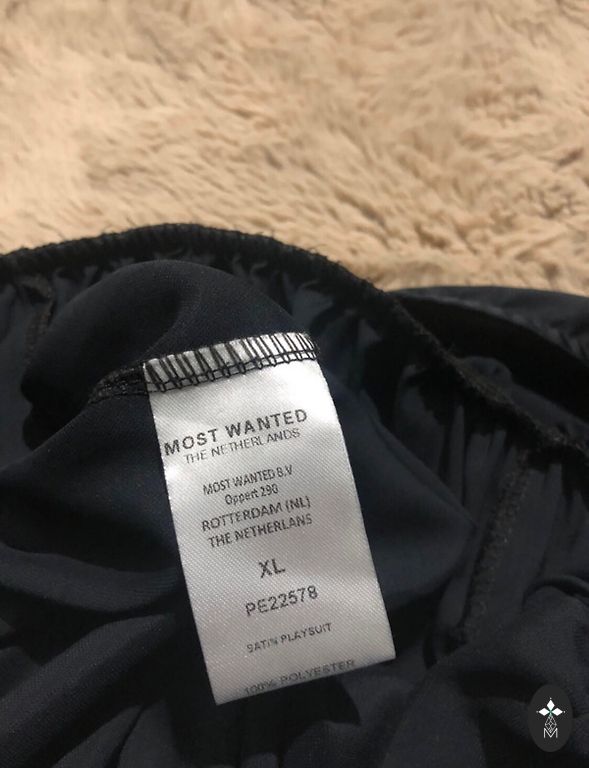 MOST WANTED
THE NETHERLANDS
MOST WANTED B.V
Oppert 290
ROTTERDAM (NL)
THE NETHERLANS
XL
PE22578
SATIN PLAYSUIT
100% POLYESTER
M